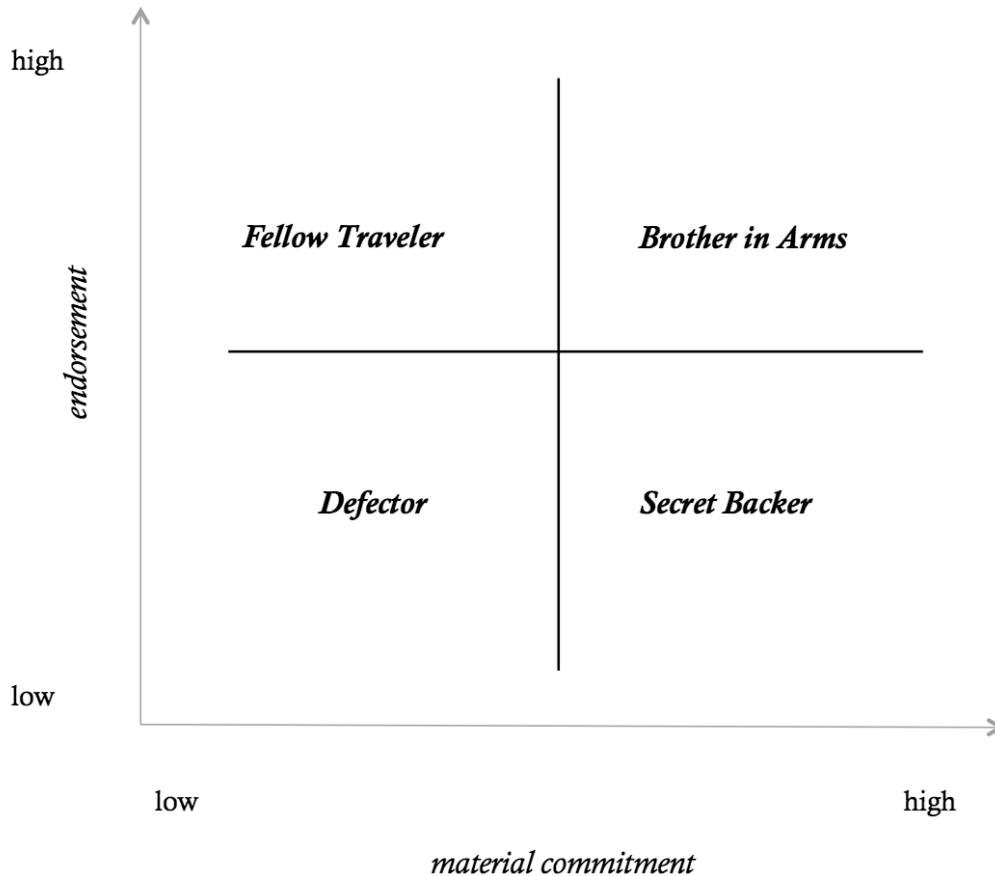 high
Fellow Traveler
Brother in Arms
endorsement
Defector
Secret Backer
low
low
high
material commitment